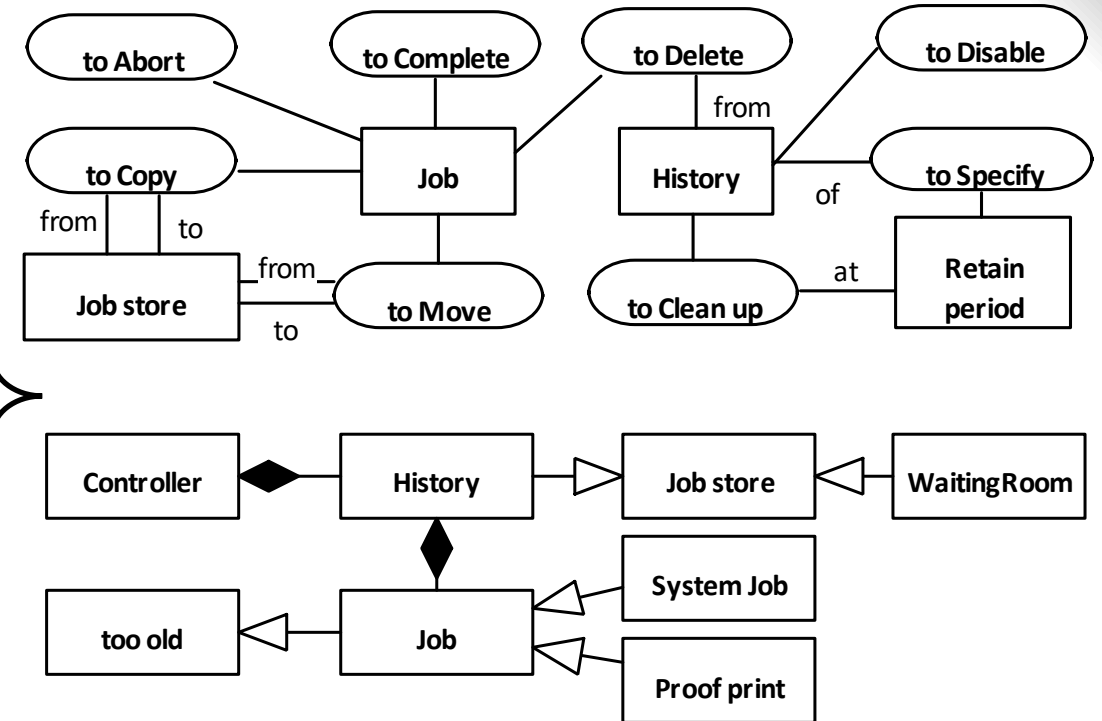 to Abort
to Complete
to Delete
to Disable
from
to Copy
Job
History
to Specify
of
from
to
Job store
from
to
to Move
to Clean up
at
Retain
period
Controller
History
Job store
WaitingRoom
System Job
too old
Job
Proof print